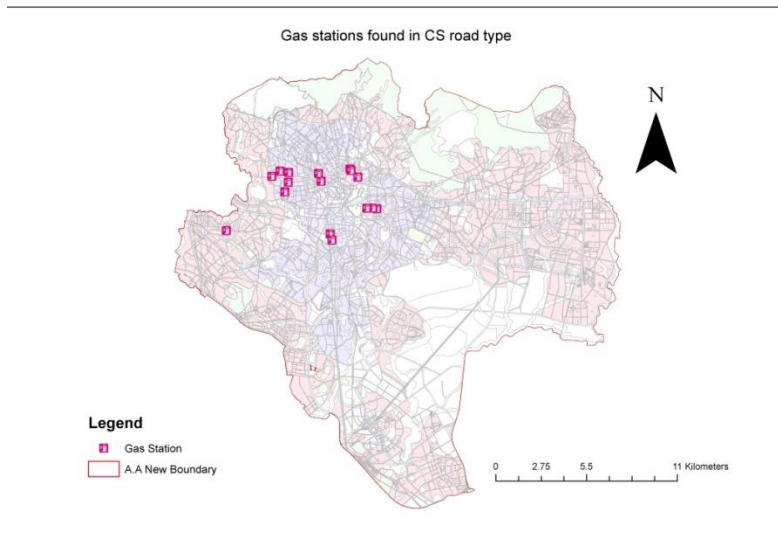 Gas stations found in CS road type
N
Legend
Gas Station
A.A New Boundary
0 2.75 5.5 11 Kilometers